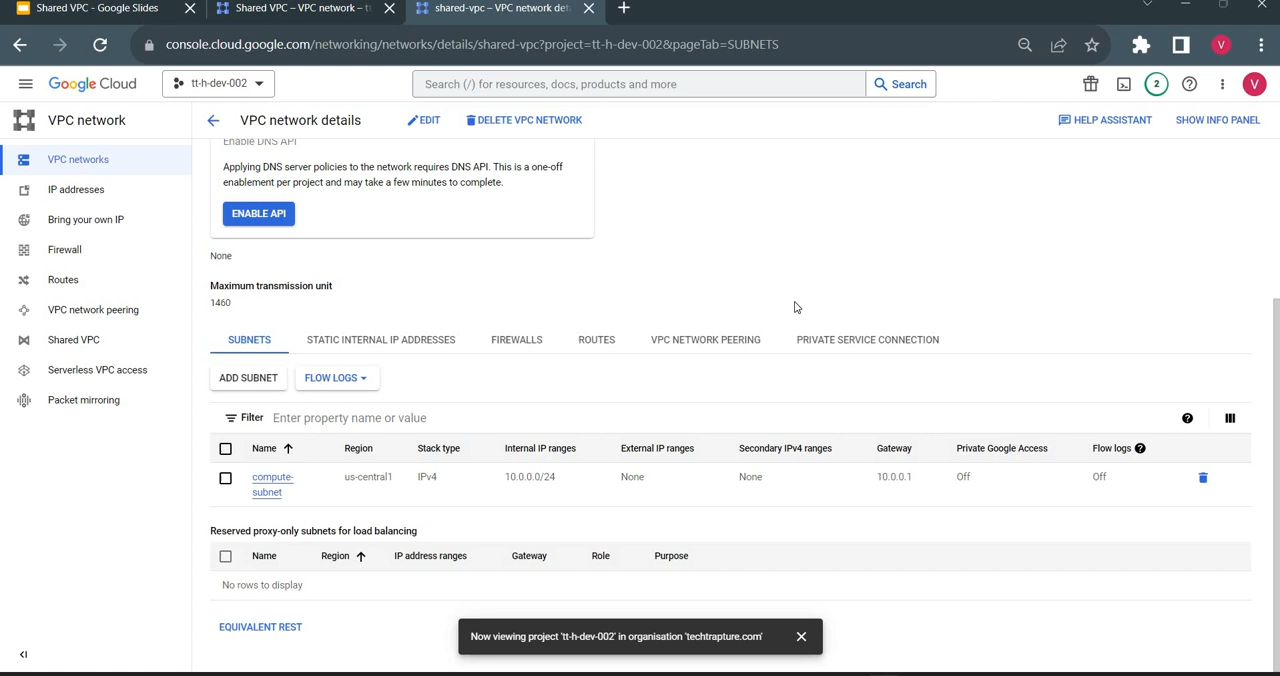 Shared VPC - Google Slides
Shared VPC – VPC network – tt
shared-vpc – VPC network det
console.cloud.google.com/networking/networks/details/shared-vpc?project=tt-h-dev-002&pageTab=SUBNETS
V
Google Cloud
tt-h-dev-002
Search (/) for resources, docs, products and more
Search
2
V
VPC network
VPC network details
EDIT
DELETE VPC NETWORK
HELP ASSISTANT
SHOW INFO PANEL
VPC networks
IP addresses
Bring your own IP
Firewall
Routes
VPC network peering
Shared VPC
Serverless VPC access
Packet mirroring
Enable DNS API
Applying DNS server policies to the network requires DNS API. This is a one-off
enablement per project and may take a few minutes to complete.
ENABLE API
None
Maximum transmission unit
1460
SUBNETS STATIC INTERNAL IP ADDRESSES FIREWALLS ROUTES VPC NETWORK PEERING PRIVATE SERVICE CONNECTION
ADD SUBNET FLOW LOGS
Filter Enter property name or value
Name Region Stack type Internal IP ranges External IP ranges Secondary IPv4 ranges Gateway Private Google Access Flow logs
compute-
subnet us-central1 IPv4 10.0.0.0/24 None None 10.0.0.1 Off Off
Reserved proxy-only subnets for load balancing
Name Region IP address ranges Gateway Role Purpose
No rows to display
EQUIVALENT REST
Now viewing project 'tt-h-dev-002' in organisation 'techtrapture.com'